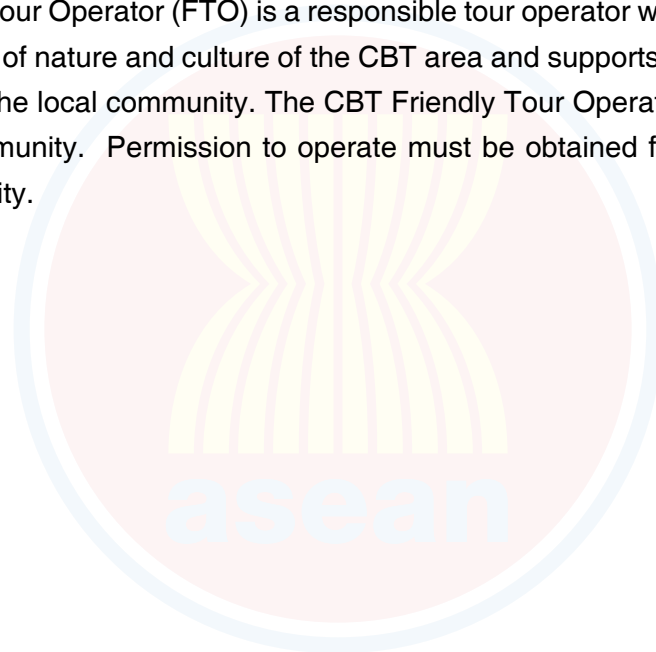 our Operator (FTO) is a responsible tour operator w
of nature and culture of the CBT area and supports
he local community. The CBT Friendly Tour Opera
munity. Permission to operate must be obtained f
ity.
asean